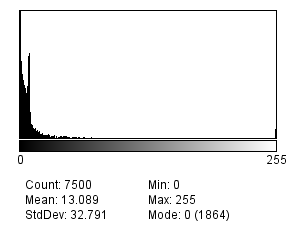 0 255
Count: 7500 Min: 0
Mean: 13.089 Max: 255
StdDev: 32.791 Mode: 0 (1864)